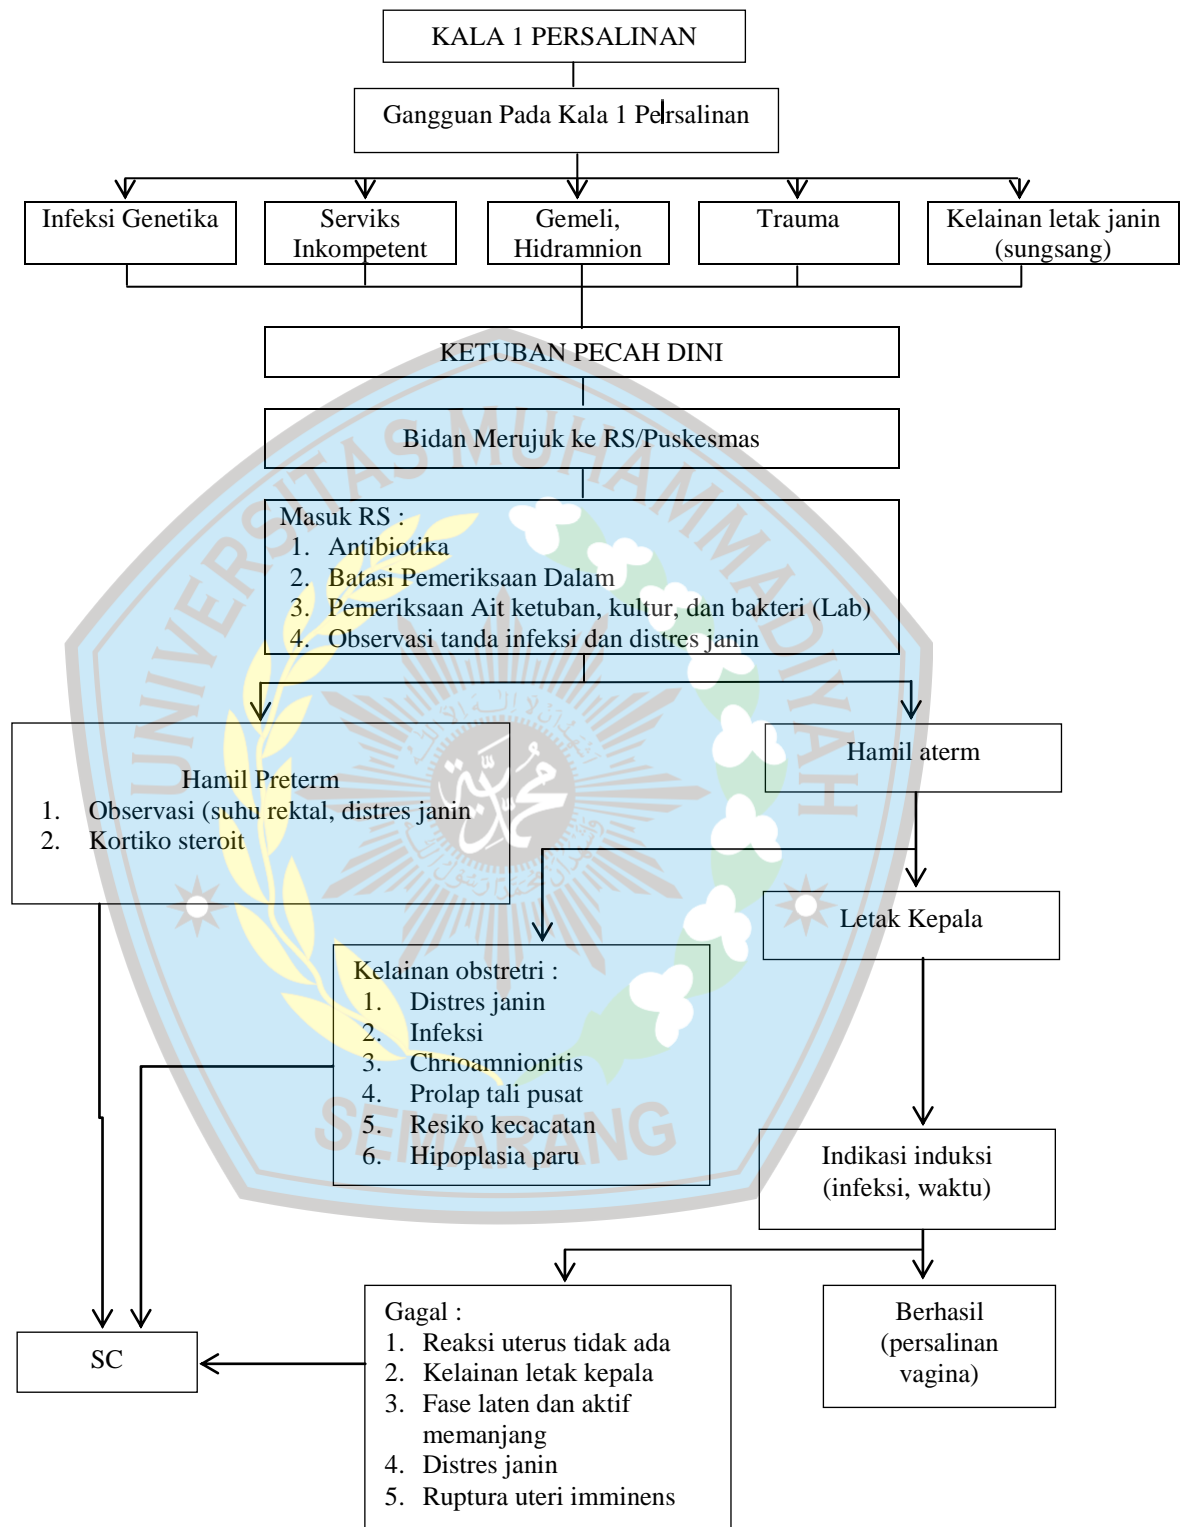 KALA 1 PERSALINAN
Gangguan Pada Kala 1 Persalinan
Infeksi Genetika
Serviks
Inkompetent
Gemeli,
Hidramnion
Trauma
Kelainan letak janin
(sungsang)
KETUBAN PECAH DINI
Bidan Merujuk ke RS/Puskesmas
Masuk RS :
1. Antibiotika
2. Batasi Pemeriksaan Dalam
3. Pemeriksaan Ait ketuban, kultur, dan bakteri (Lab)
4. Observasi tanda infeksi dan distres janin
Hamil Preterm
1. Observasi (suhu rektal, distres janin
2. Kortiko steroit
Hamil aterm
Letak Kepala
Kelainan obstretri :
1. Distres janin
2. Infeksi
3. Chrioamnionitis
4. Prolap tali pusat
5. Resiko kecacatan
6. Hipoplasia paru
Indikasi induksi
(infeksi, waktu)
Gagal :
1. Reaksi uterus tidak ada
2. Kelainan letak kepala
3. Fase laten dan aktif
memanjang
4. Distres janin
5. Ruptura uteri imminens
Berhasil
(persalinan
vagina)
SC
UNIVERSITAS MUHAMMADIYAH
SEMARANG